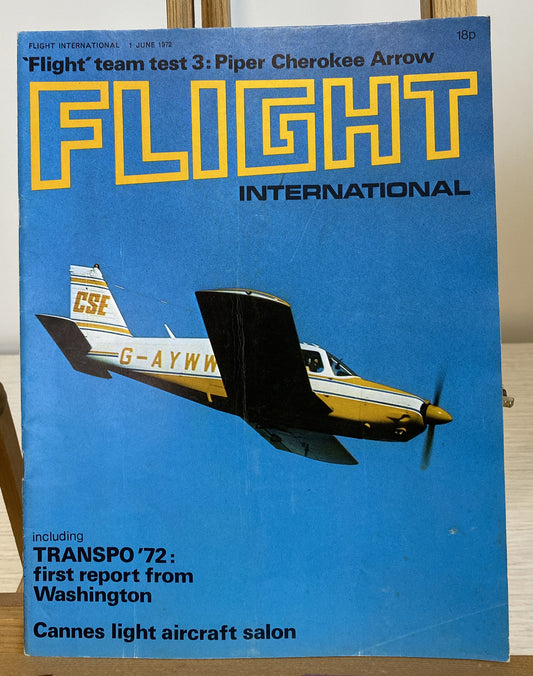 FLIGHT INTERNATIONAL 1 JUNE 1972
18p
'Flight' team test 3: Piper Cherokee Arrow
FLIGHT
INTERNATIONAL
CSE
G-AYWW
including
TRANSPO '72:
first report from
Washington
Cannes light aircraft salon